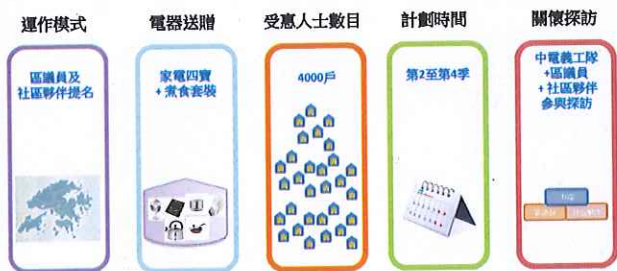 運作模式
電器送贈
受惠人士數目
計劃時間
關懷探訪
區議員及
社區夥伴提名
家電四寶
+ 煮食套裝
4000戶
第2至第4季
中電義工隊
+區議員
+ 社區夥伴
參與探訪